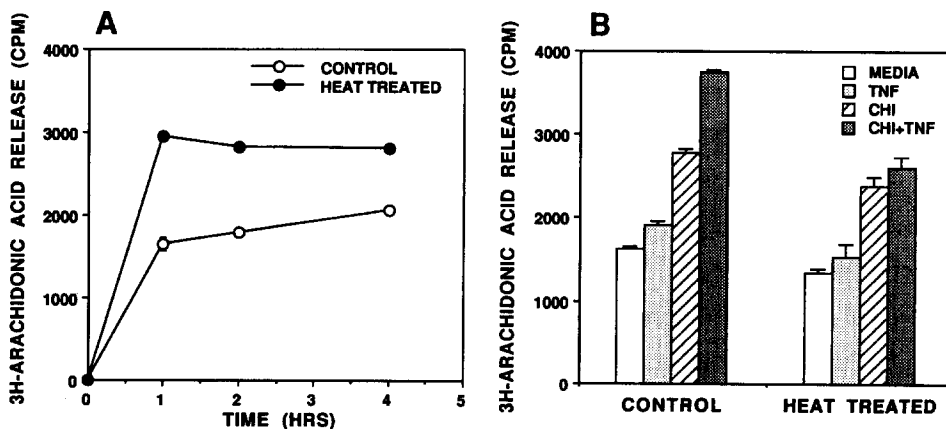 A
3H-ARACHIDONIC ACID RELEASE (CPM)
4000
3000
2000
1000
0
0
1
2
3
4
5
TIME (HRS)
CONTROL
HEAT TREATED
B
3H-ARACHIDONIC ACID RELEASE (CPM)
4000
3000
2000
1000
0
MEDIA
TNF
CHI
CHI+TNF
CONTROL
HEAT TREATED